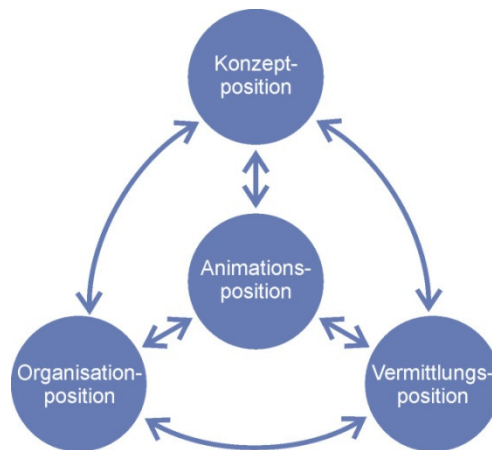 Konzept-
position
Animations-
position
Organisation-
position
Vermittlungs-
position